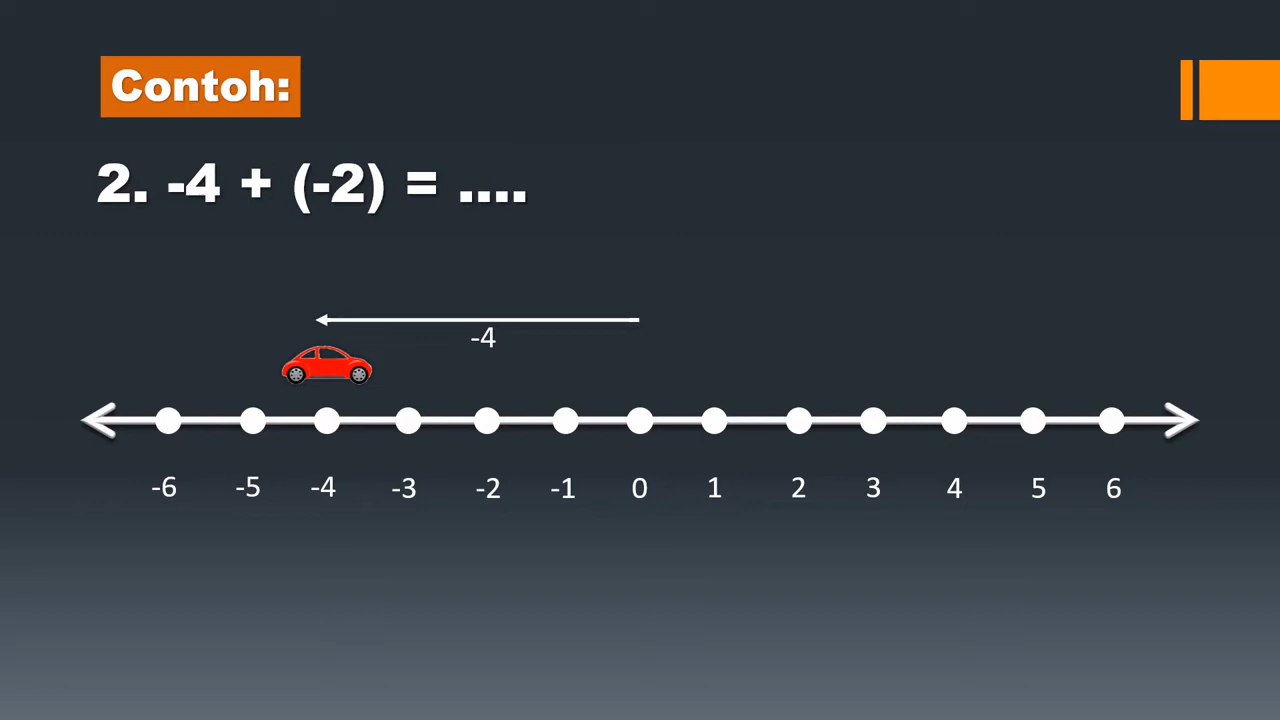 Contoh:
2. -4 + (-2) = ....
-4
-6 -5 -4 -3 -2 -1 0 1 2 3 4 5 6